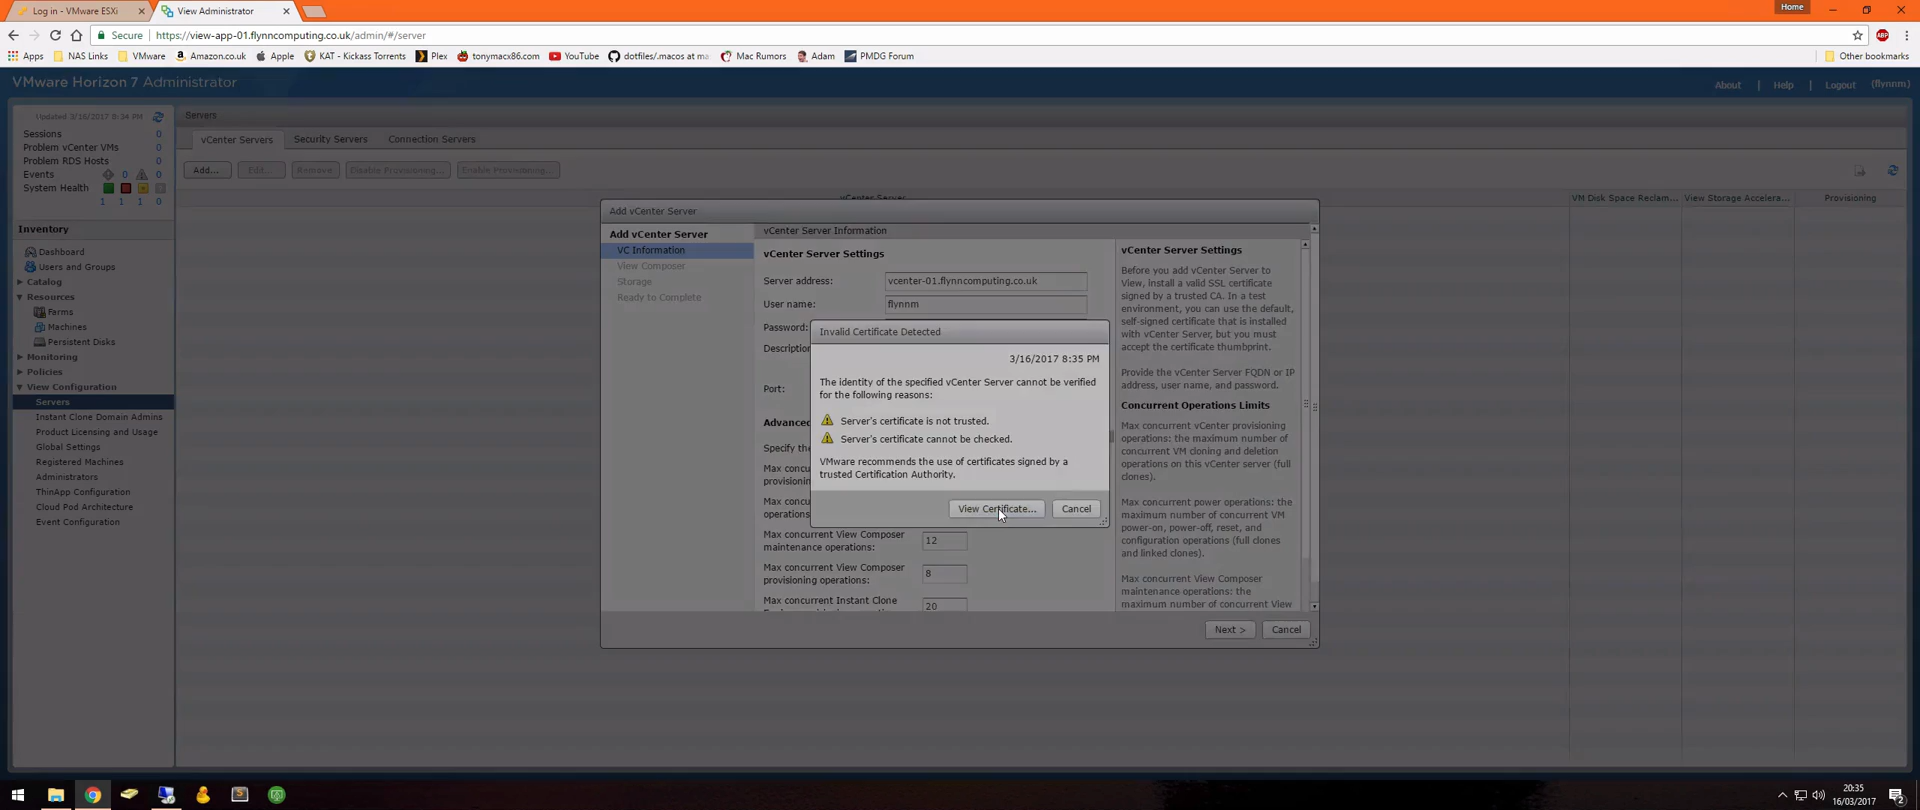 Log in - VMware ESXi
View Administrator
Home
Secure
https://view-app-01.flynncomputing.co.uk/admin/#/server
ABP
Apps
NAS Links
VMware
Amazon.co.uk
Apple
KAT - Kickass Torrents
Plex
tonymacx86.com
YouTube
dotfiles/.macos at ma
Mac Rumors
Adam
PMDG Forum
Other bookmarks
VMware Horizon 7 Administrator
About | Help | Logout (flynnm)
Updated 3/16/2017 8:34 PM
Sessions 0
Problem vCenter VMs 0
Problem RDS Hosts 0
Events 0 0
System Health
1 1 1 0
Inventory
Dashboard
Users and Groups
Catalog
Resources
Farms
Machines
Persistent Disks
Monitoring
Policies
View Configuration
Servers
Instant Clone Domain Admins
Product Licensing and Usage
Global Settings
Registered Machines
Administrators
ThinApp Configuration
Cloud Pod Architecture
Event Configuration
Servers
vCenter Servers
Security Servers
Connection Servers
Add...
Edit...
Remove
Disable Provisioning...
Enable Provisioning...
vCenter Server
VM Disk Space Reclam...
View Storage Accelera...
Provisioning
Add vCenter Server
Add vCenter Server
VC Information
View Composer
Storage
Ready to Complete
vCenter Server Information
vCenter Server Settings
Server address: vcenter-01.flynncomputing.co.uk
User name: flynnm
Password:
Description
Port:
Advanced
Specify the
Max concu
provisionin
Max concu
operations:
Max concurrent View Composer
maintenance operations: 12
Max concurrent View Composer
provisioning operations: 8
Max concurrent Instant Clone
20
Invalid Certificate Detected
3/16/2017 8:35 PM
The identity of the specified vCenter Server cannot be verified
for the following reasons:
Server's certificate is not trusted.
Server's certificate cannot be checked.
VMware recommends the use of certificates signed by a
trusted Certification Authority.
View Certificate...
Cancel
vCenter Server Settings
Before you add vCenter Server to
View, install a valid SSL certificate
signed by a trusted CA. In a test
environment, you can use the default,
self-signed certificate that is installed
with vCenter Server, but you must
accept the certificate thumbprint.
Provide the vCenter Server FQDN or IP
address, user name, and password.
Concurrent Operations Limits
Max concurrent vCenter provisioning
operations: the maximum number of
concurrent VM cloning and deletion
operations on this vCenter server (full
clones).
Max concurrent power operations: the
maximum number of concurrent VM
power-on, power-off, reset, and
configuration operations (full clones
and linked clones).
Max concurrent View Composer
maintenance operations: the
maximum number of concurrent View
Next >
Cancel
20:35
16/03/2017
2